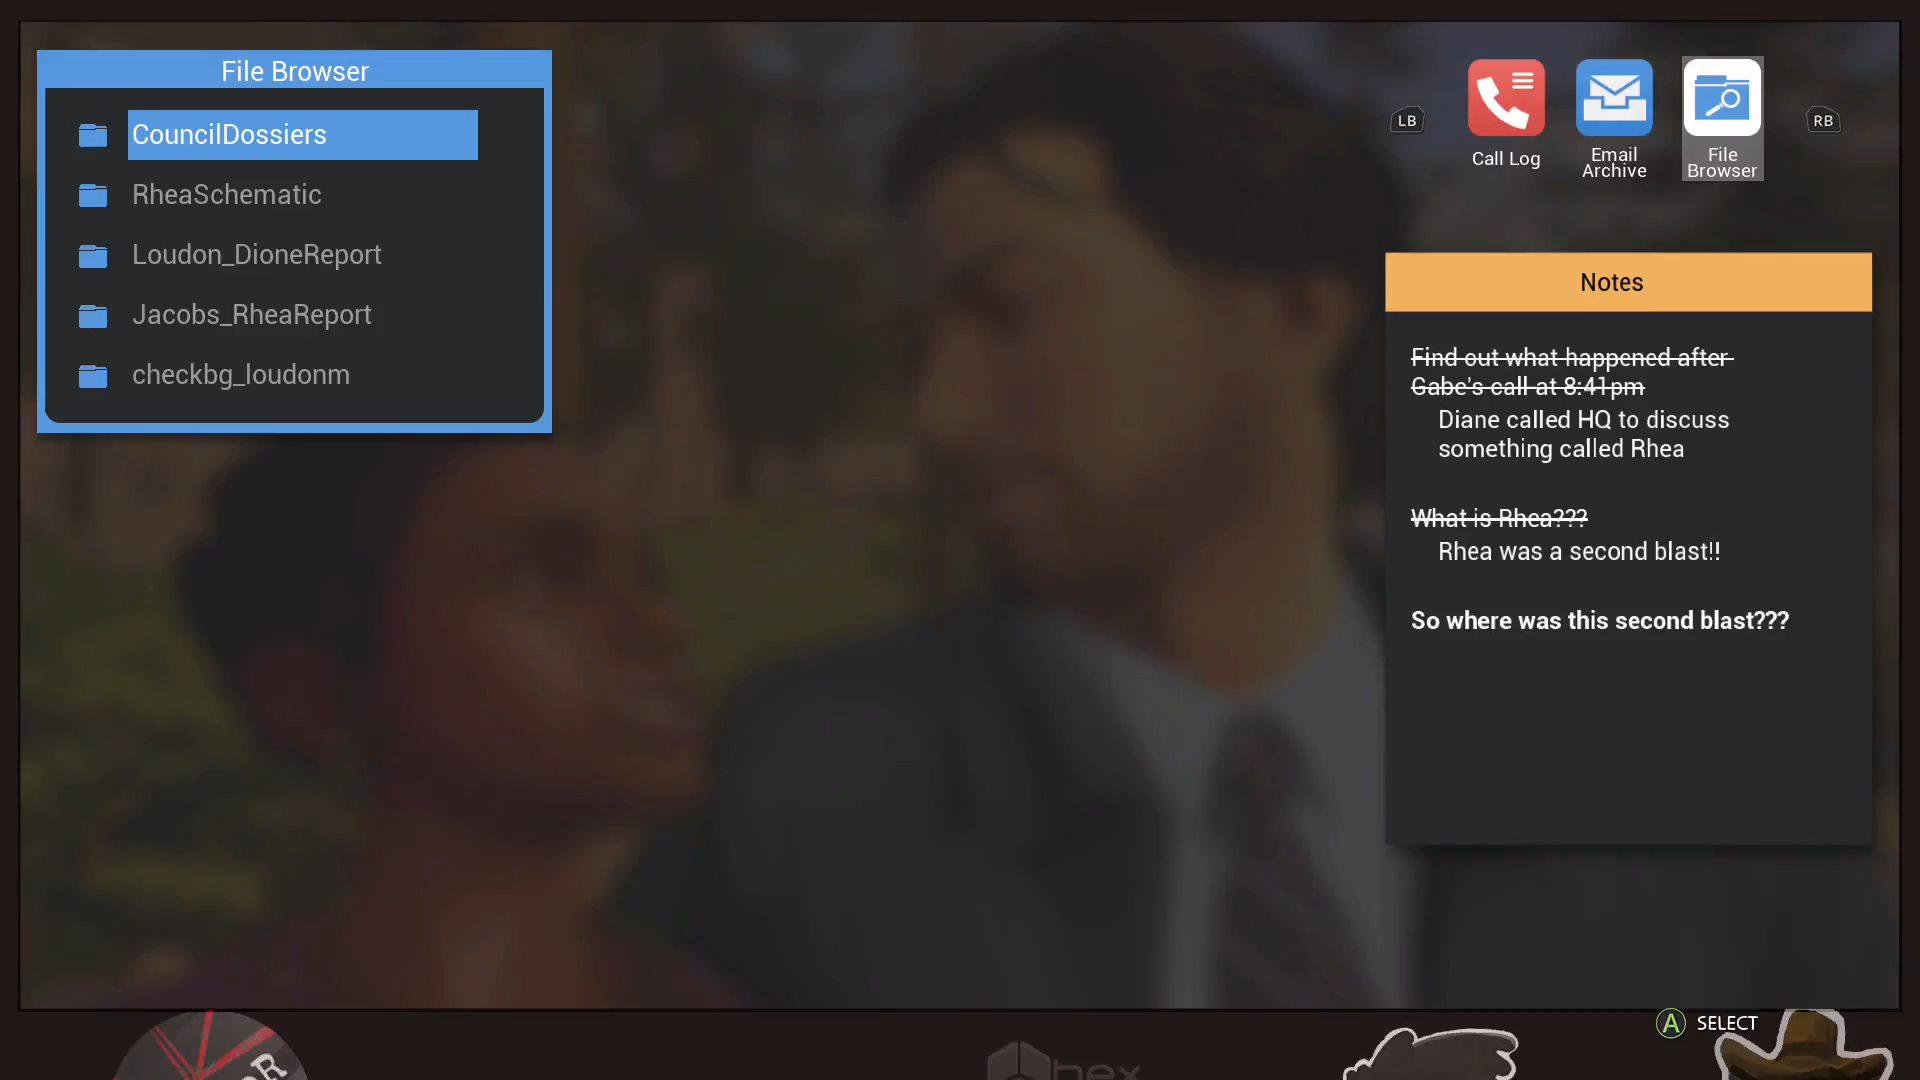 File Browser
CouncilDossiers
RheaSchematic
Loudon_DioneReport
Jacobs_RheaReport
checkbg_loudonm
LB
Call Log
Email
Archive
File
Browser
RB
Notes
Find out what happened after
Gabe's call at 8:41pm
Diane called HQ to discuss
something called Rhea
What is Rhea???
Rhea was a second blast!!
So where was this second blast???
A SELECT
hex